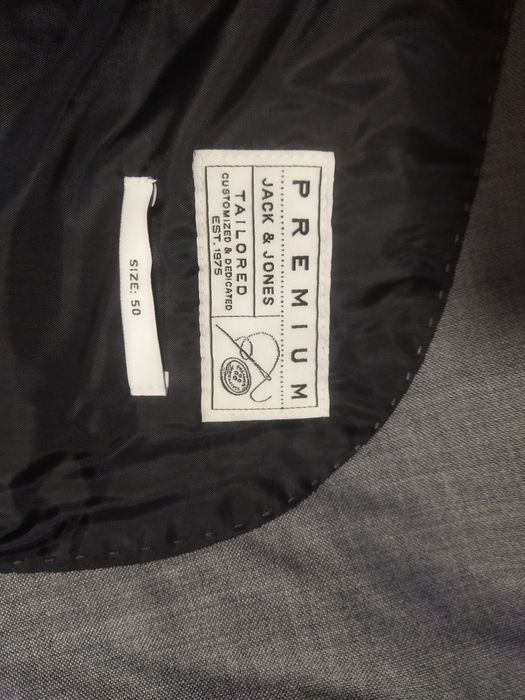 PREMIUM
JACK & JONES
TAILORED
CUSTOMIZED & DEDICATED
EST. 1975
SIZE: 50